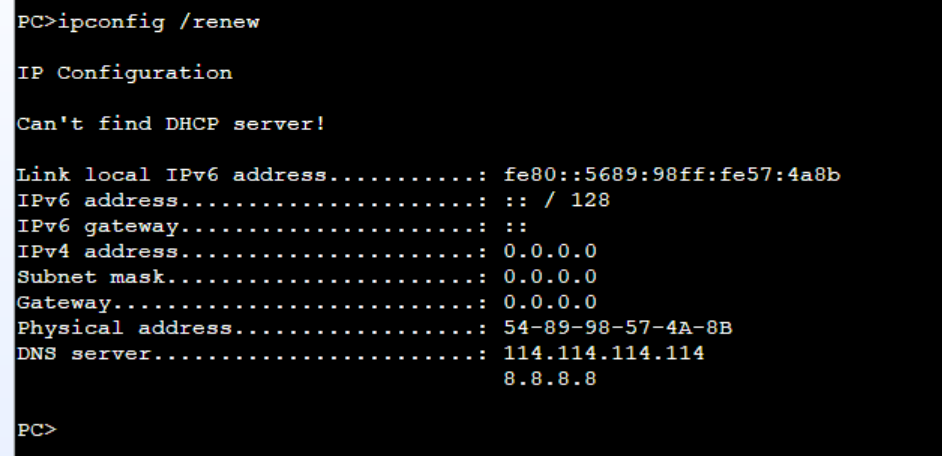 PC>ipconfig /renew
IP Configuration
Can't find DHCP server!
Link local IPv6 address...........: fe80::5689:98ff:fe57:4a8b
IPv6 address......................: :: / 128
IPv6 gateway......................: ::
IPv4 address......................: 0.0.0.0
Subnet mask.......................: 0.0.0.0
Gateway...........................: 0.0.0.0
Physical address..................: 54-89-98-57-4A-8B
DNS server........................: 114.114.114.114
8.8.8.8
PC>